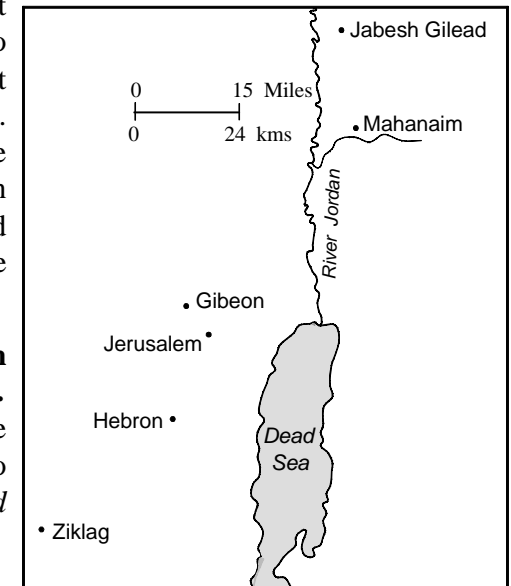 Jabesh Gilead
0 15 Miles
0 24 kms
Mahanaim
River Jordan
Gibeon
Jerusalem
Hebron
Dead
Sea
Ziklag